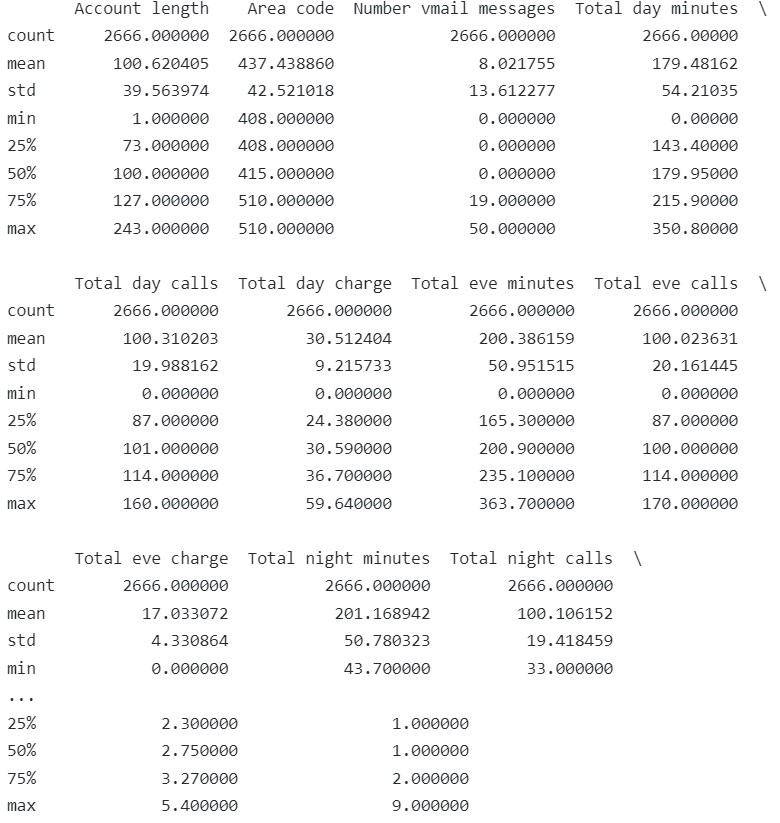 Account length Area code Number vmail messages Total day minutes \
count 2666.000000 2666.000000 2666.000000 2666.00000
mean 100.620405 437.438860 8.021755 179.48162
std 39.563974 42.521018 13.612277 54.21035
min 1.000000 408.000000 0.000000 0.00000
25% 73.000000 408.000000 0.000000 143.40000
50% 100.000000 415.000000 0.000000 179.95000
75% 127.000000 510.000000 19.000000 215.90000
max 243.000000 510.000000 50.000000 350.80000
Total day calls Total day charge Total eve minutes Total eve calls \
count 2666.000000 2666.000000 2666.000000 2666.000000
mean 100.310203 30.512404 200.386159 100.023631
std 19.988162 9.215733 50.951515 20.161445
min 0.000000 0.000000 0.000000 0.000000
25% 87.000000 24.380000 165.300000 87.000000
50% 101.000000 30.590000 200.900000 100.000000
75% 114.000000 36.700000 235.100000 114.000000
max 160.000000 59.640000 363.700000 170.000000
Total eve charge Total night minutes Total night calls \
count 2666.000000 2666.000000 2666.000000
mean 17.033072 201.168942 100.106152
std 4.330864 50.780323 19.418459
min 0.000000 43.700000 33.000000
...
25% 2.300000 1.000000
50% 2.750000 1.000000
75% 3.270000 2.000000
max 5.400000 9.000000